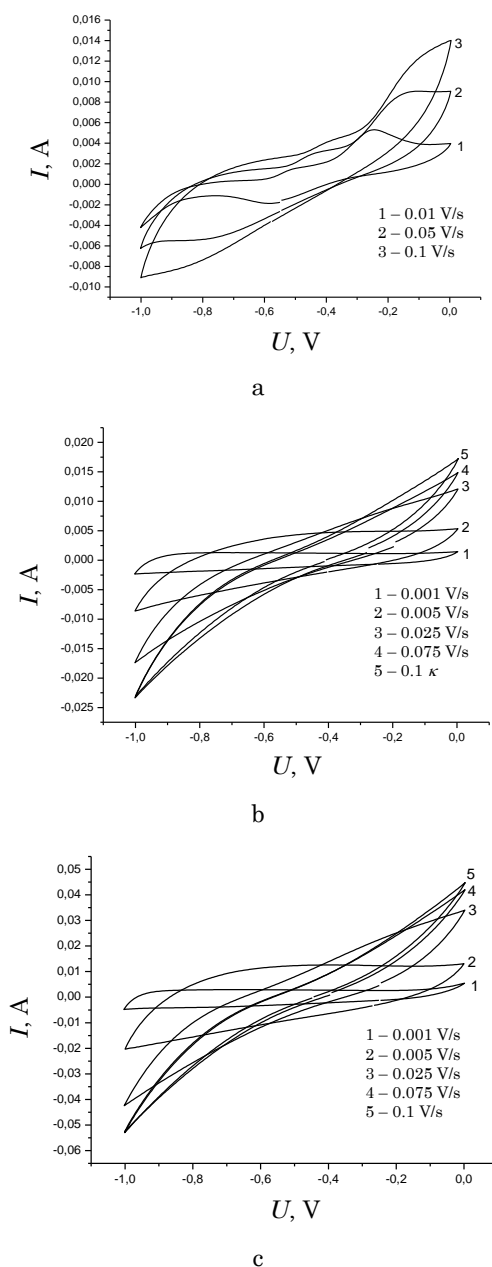 0,016
0,014
0,012
0,010
0,008
0,006
0,004
0,002
0,000
-0,002
-0,004
-0,006
-0,008
-0,010
I, A
3
2
1
1 – 0.01 V/s
2 – 0.05 V/s
3 – 0.1 V/s
-1,0 -0,8 -0,6 -0,4 -0,2 0,0
U, V
a
0,020
0,015
0,010
0,005
0,000
-0,005
-0,010
-0,015
-0,020
-0,025
I, A
5
4
3
2
1
1 – 0.001 V/s
2 – 0.005 V/s
3 – 0.025 V/s
4 – 0.075 V/s
5 – 0.1 κ
-1,0 -0,8 -0,6 -0,4 -0,2 0,0
U, V
b
0,05
0,04
0,03
0,02
0,01
0,00
-0,01
-0,02
-0,03
-0,04
-0,05
-0,06
I, A
5
4
3
2
1
1 – 0.001 V/s
2 – 0.005 V/s
3 – 0.025 V/s
4 – 0.075 V/s
5 – 0.1 V/s
-1,0 -0,8 -0,6 -0,4 -0,2 0,0
U, V
c